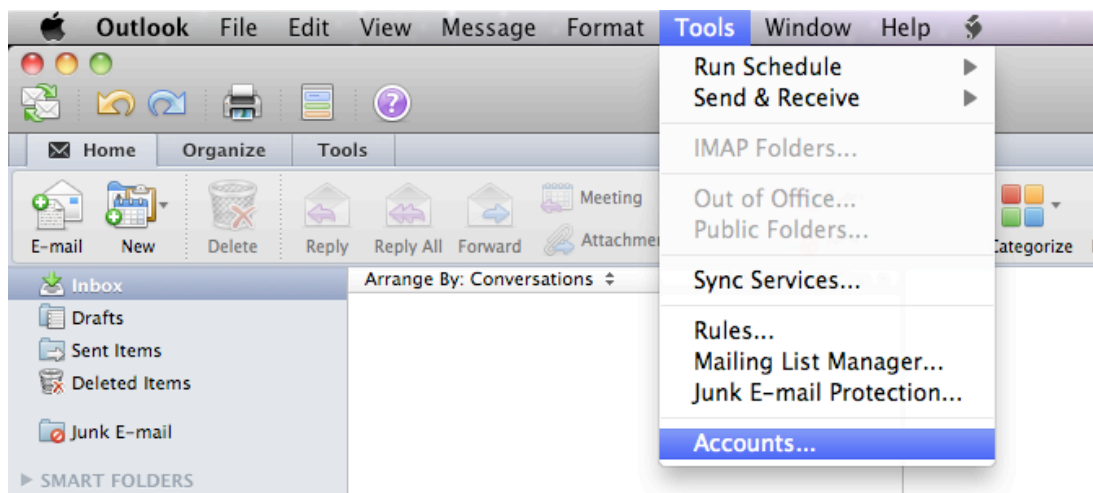 Outlook File Edit View Message Format Tools Window Help
Run Schedule
Send & Receive
IMAP Folders...
Out of Office...
Public Folders...
Sync Services...
Rules...
Mailing List Manager...
Junk E-mail Protection...
Accounts...
Home Organize Tools
E-mail New Delete Reply Reply All Forward
Meeting
Attachme
Categorize
Inbox
Drafts
Sent Items
Deleted Items
Junk E-mail
SMART FOLDERS
Arrange By: Conversations